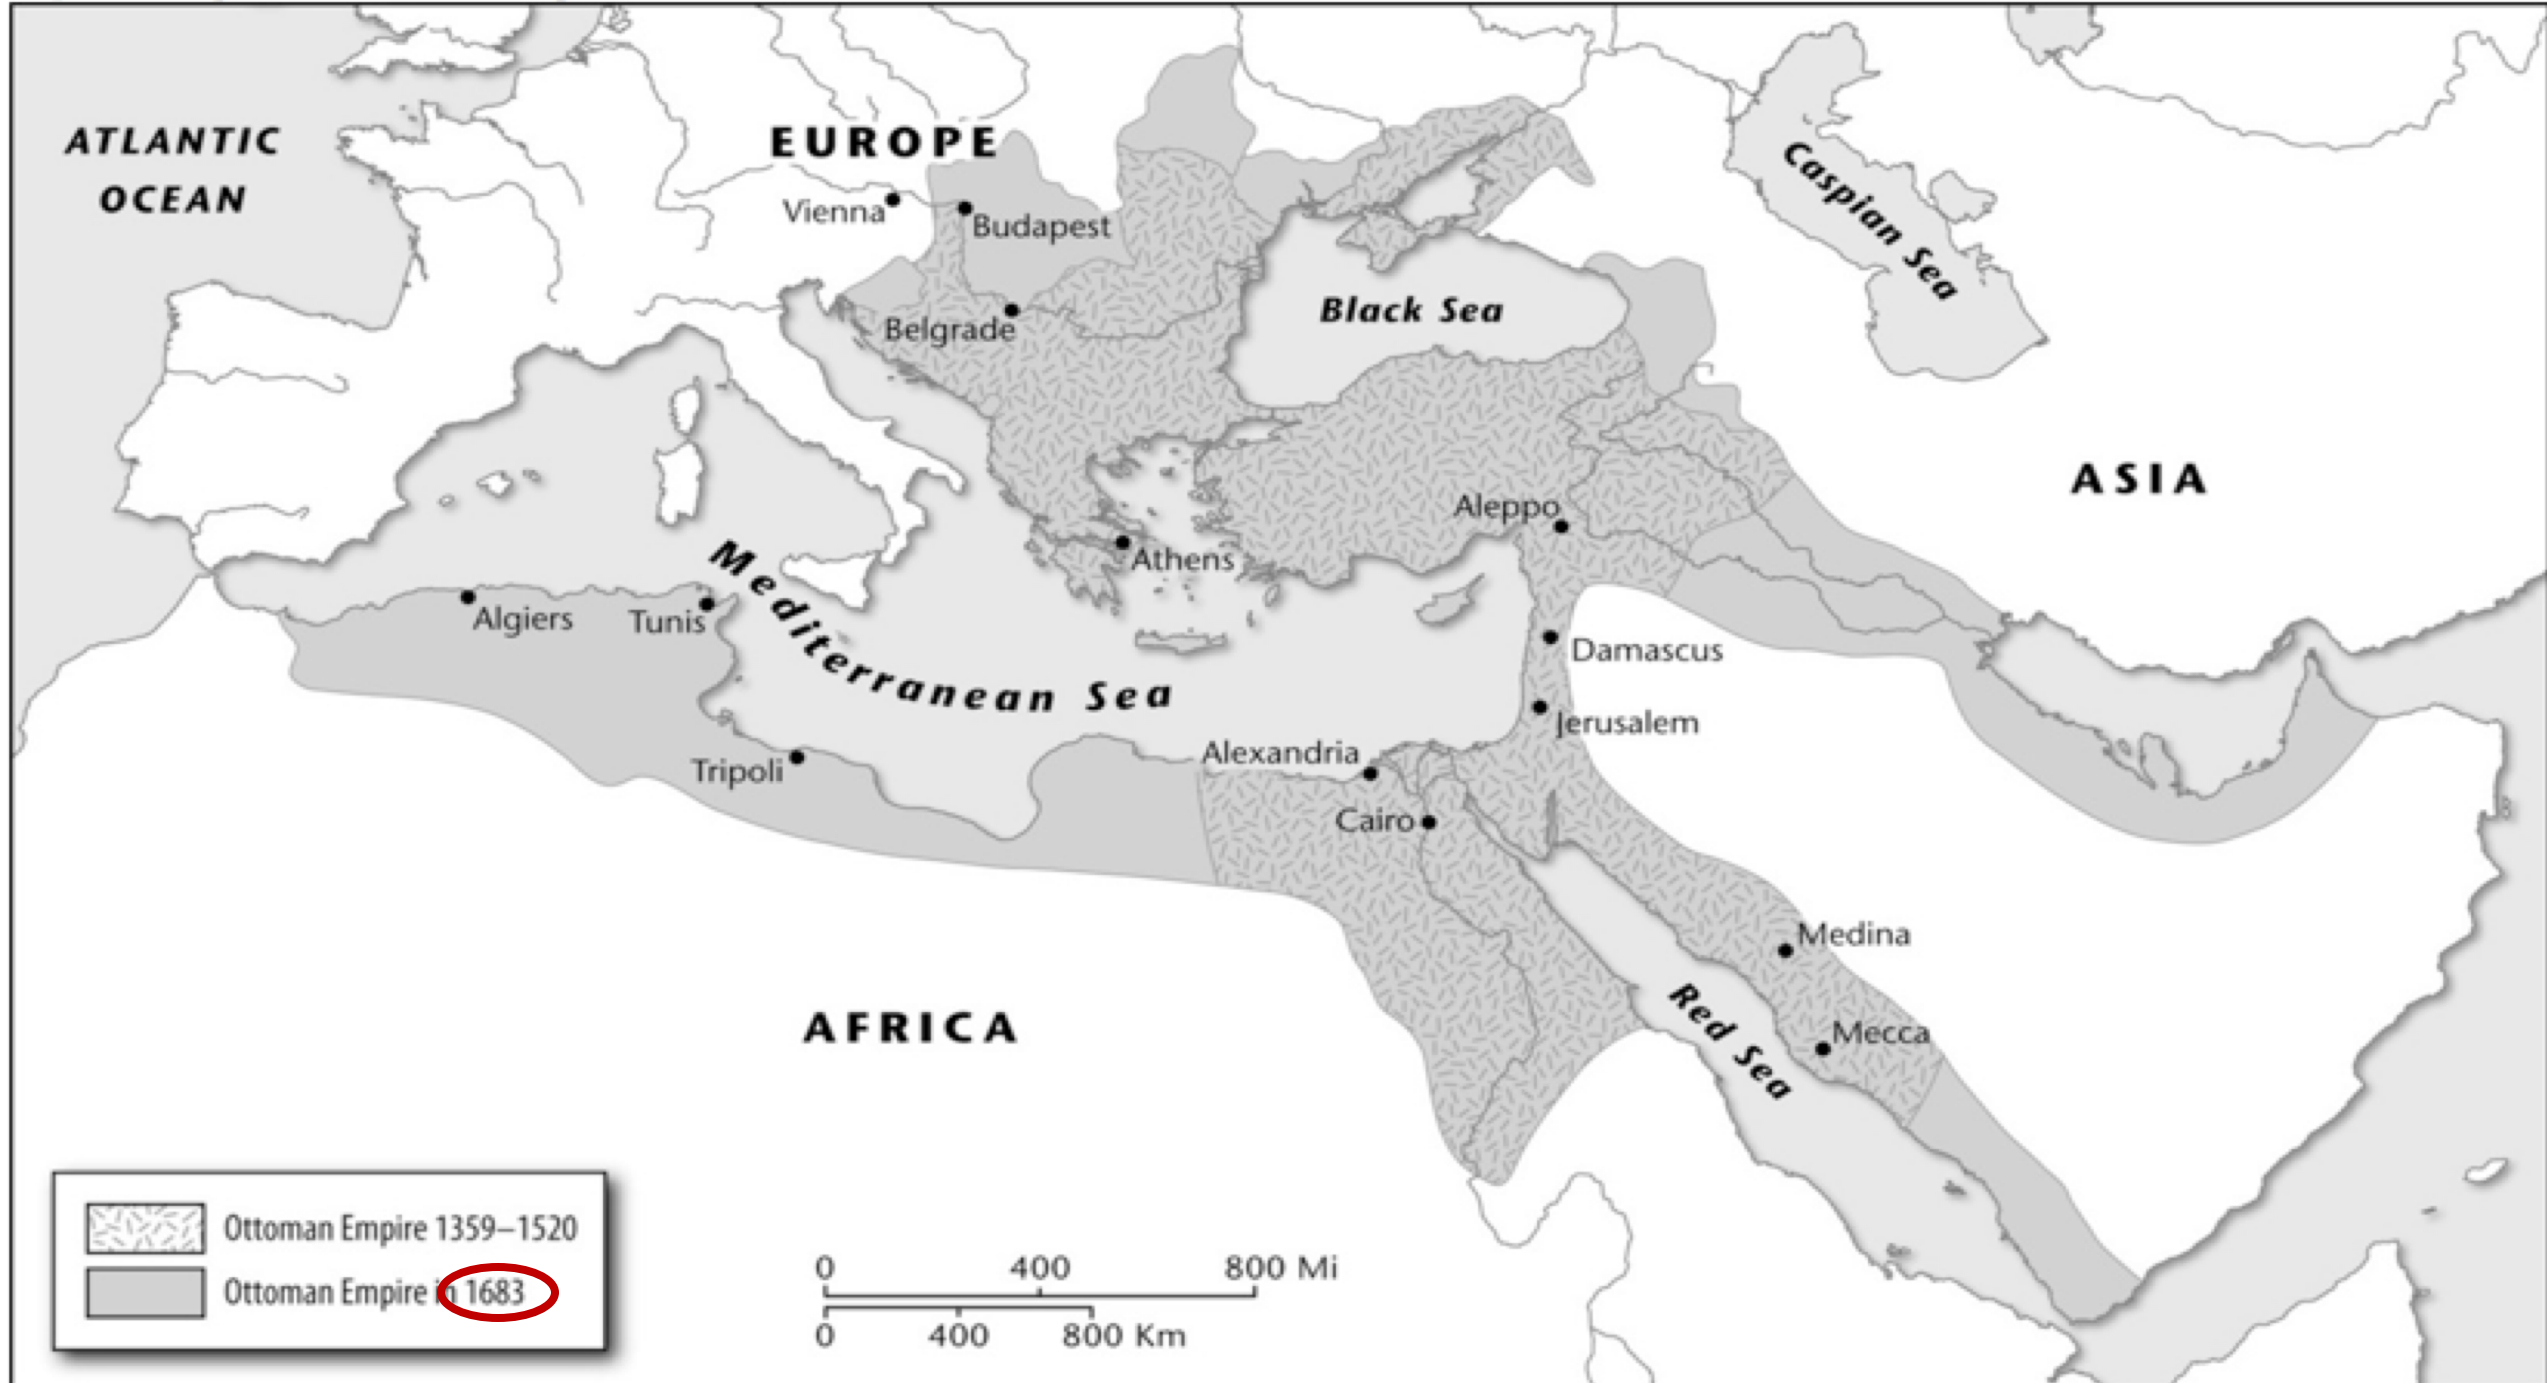 ATLANTIC
OCEAN
EUROPE
Vienna
Budapest
Belgrade
Black Sea
Caspian Sea
ASIA
Aleppo
Athens
Mediterranean Sea
Algiers
Tunis
Tripoli
Damascus
Jerusalem
Alexandria
Cairo
Medina
Mecca
Red Sea
AFRICA
Ottoman Empire 1359–1520
Ottoman Empire in 1683
0 400 800 Mi
0 400 800 Km